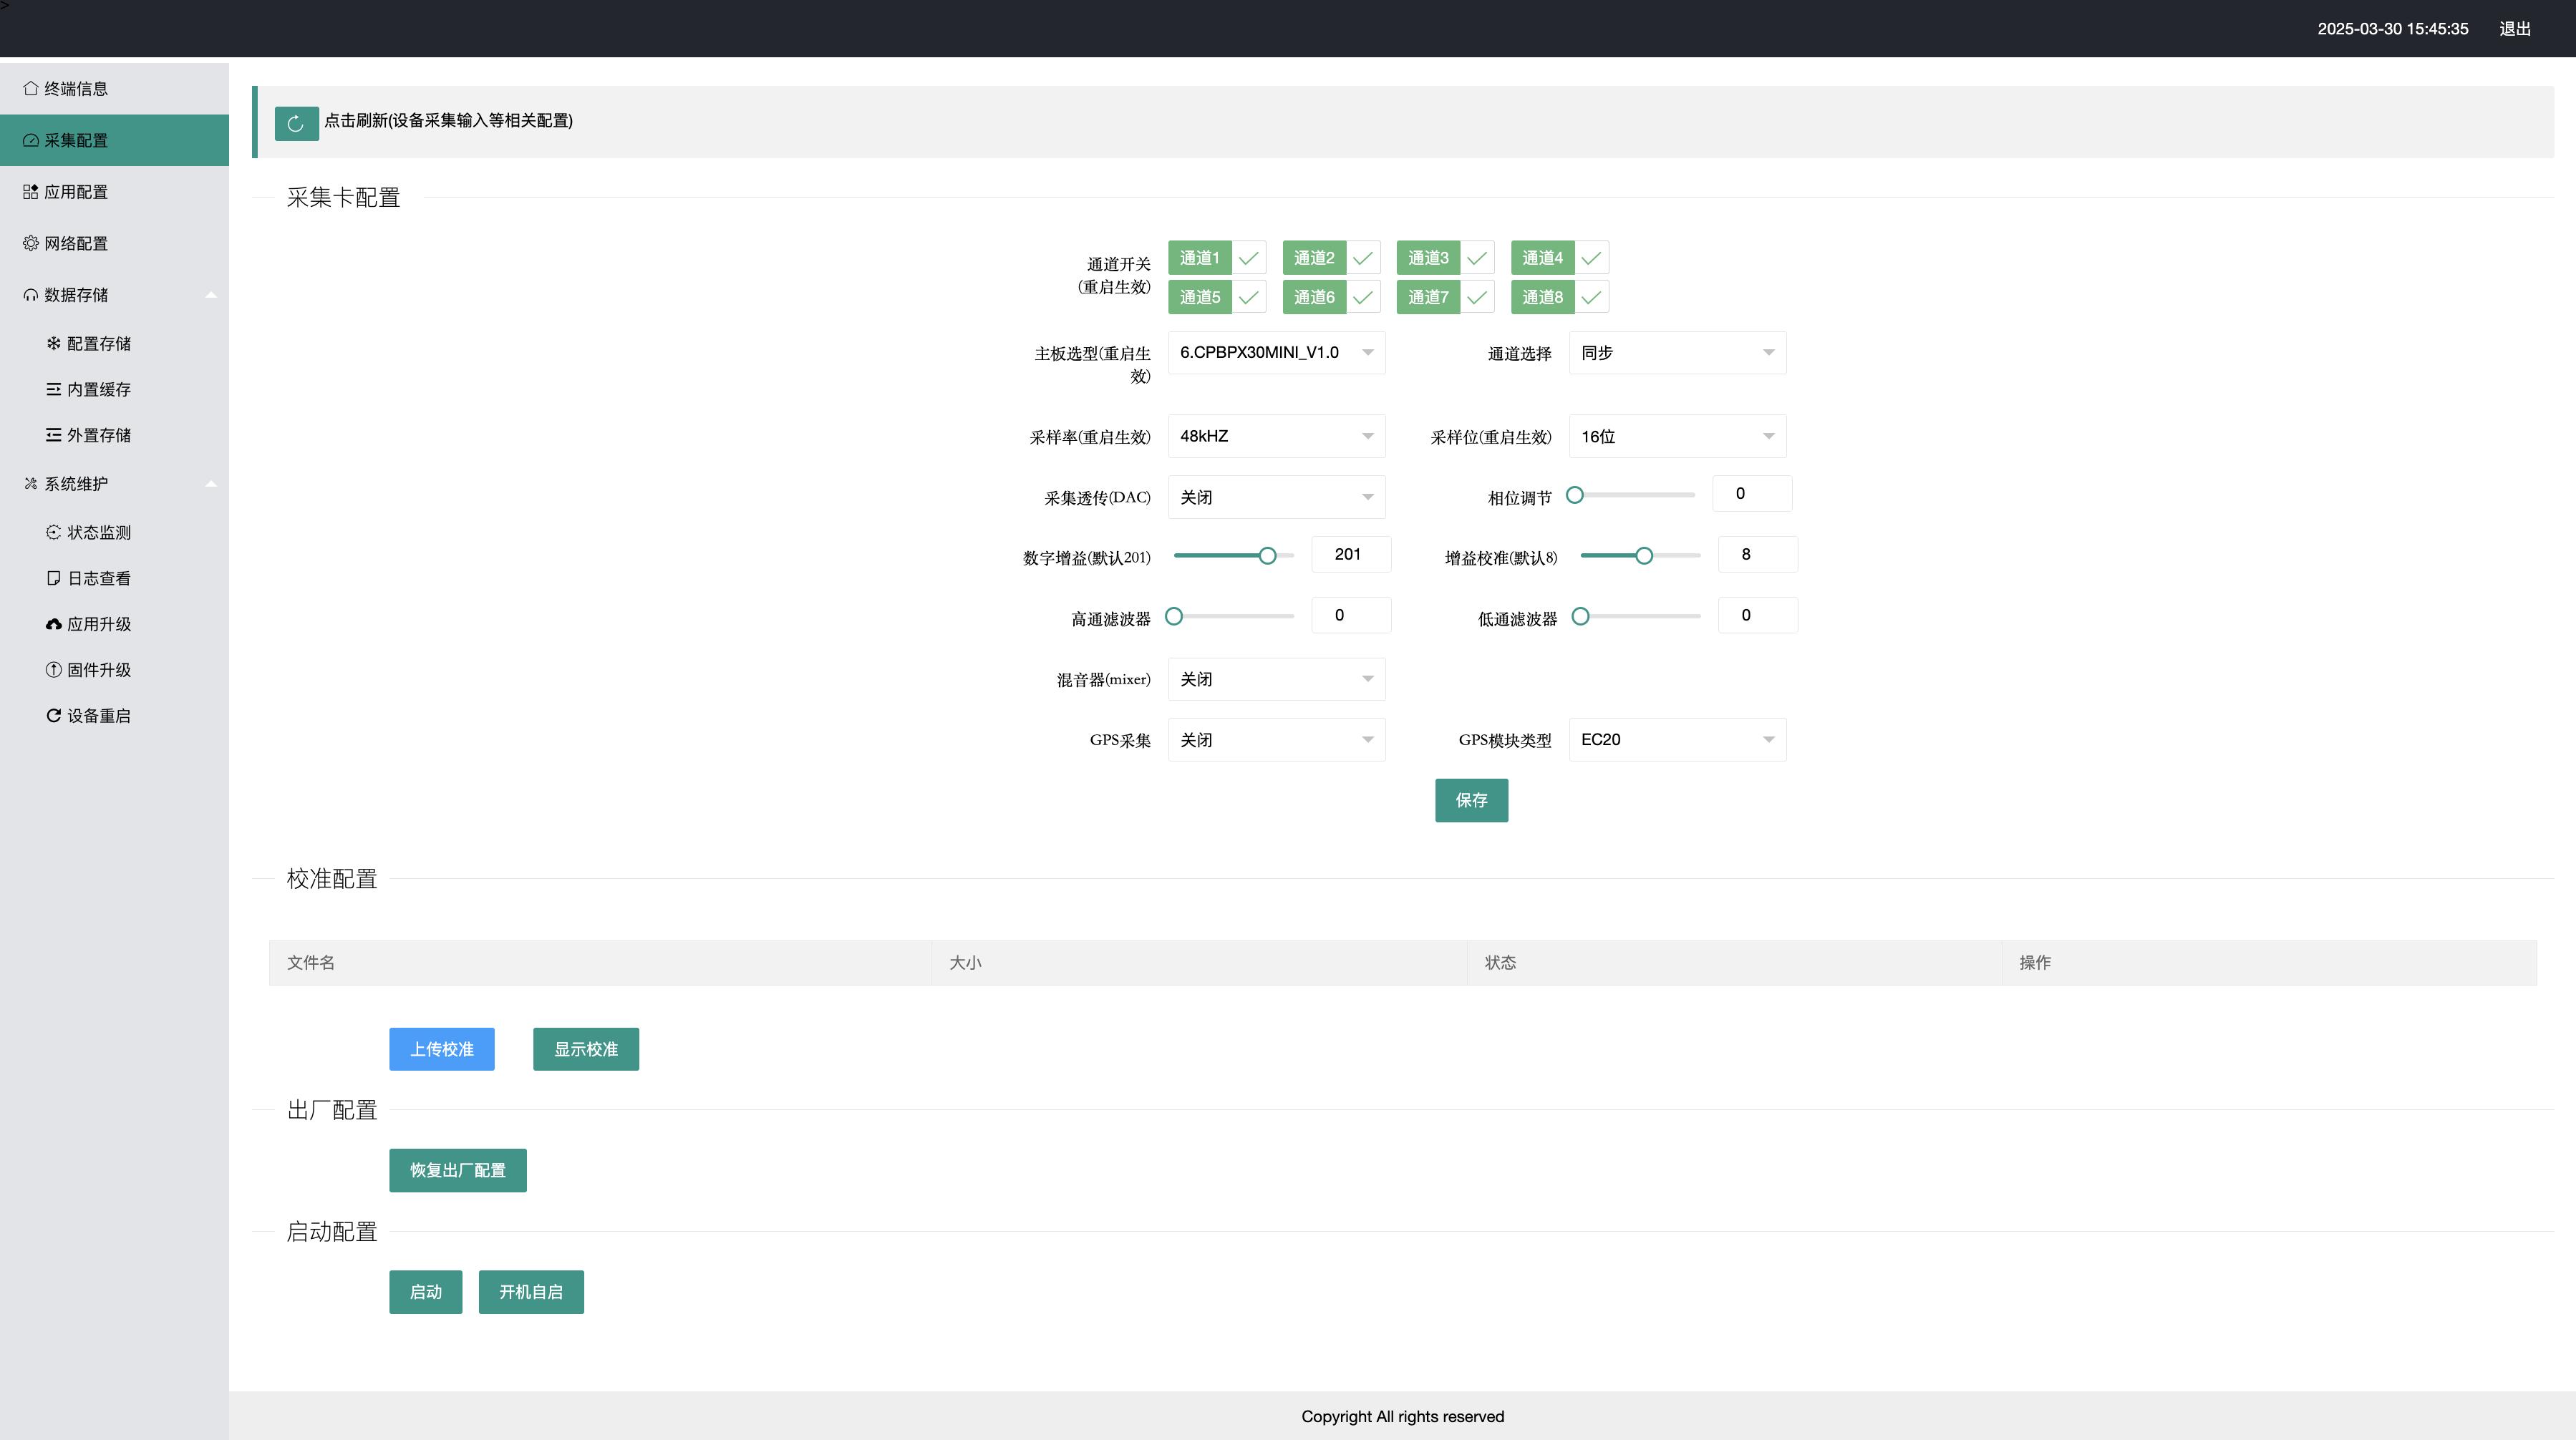 >
2025-03-30 15:45:35 退出
终端信息
采集配置
应用配置
网络配置
数据存储
配置存储
内置缓存
外置存储
系统维护
状态监测
日志查看
应用升级
固件升级
设备重启
点击刷新(设备采集输入等相关配置)
采集卡配置
通道开关
(重启生效)
通道1 通道2 通道3 通道4
通道5 通道6 通道7 通道8
主板选型(重启生
效)
6.CPBPX30MINI_V1.0
通道选择 同步
采样率(重启生效) 48kHZ 采样位(重启生效) 16位
采集透传(DAC) 关闭 相位调节 0
数字增益(默认201) 201 增益校准(默认8) 8
高通滤波器 0 低通滤波器 0
混音器(mixer) 关闭
GPS采集 关闭 GPS模块类型 EC20
保存
校准配置
文件名 大小 状态 操作
上传校准 显示校准
出厂配置
恢复出厂配置
启动配置
启动 开机自启
Copyright All rights reserved